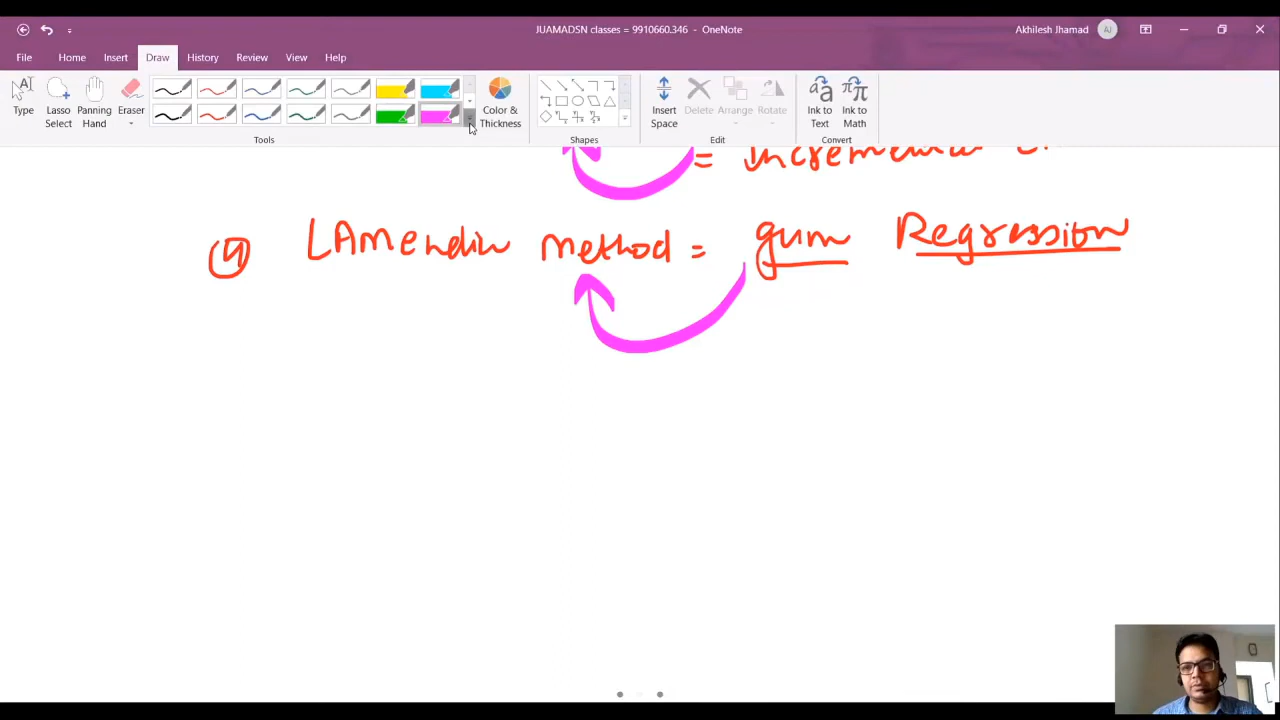 JUAMADSN classes = 9910660.346 - OneNote
Akhilesh Jhamad
AJ
File Home Insert Draw History Review View Help
Type
Lasso Select
Panning Hand
Eraser
Color & Thickness
Insert Space
Delete
Arrange
Rotate
Ink to Text
Ink to Math
Tools
Shapes
Edit
Convert
=
④ LAMendin method = gum Regression